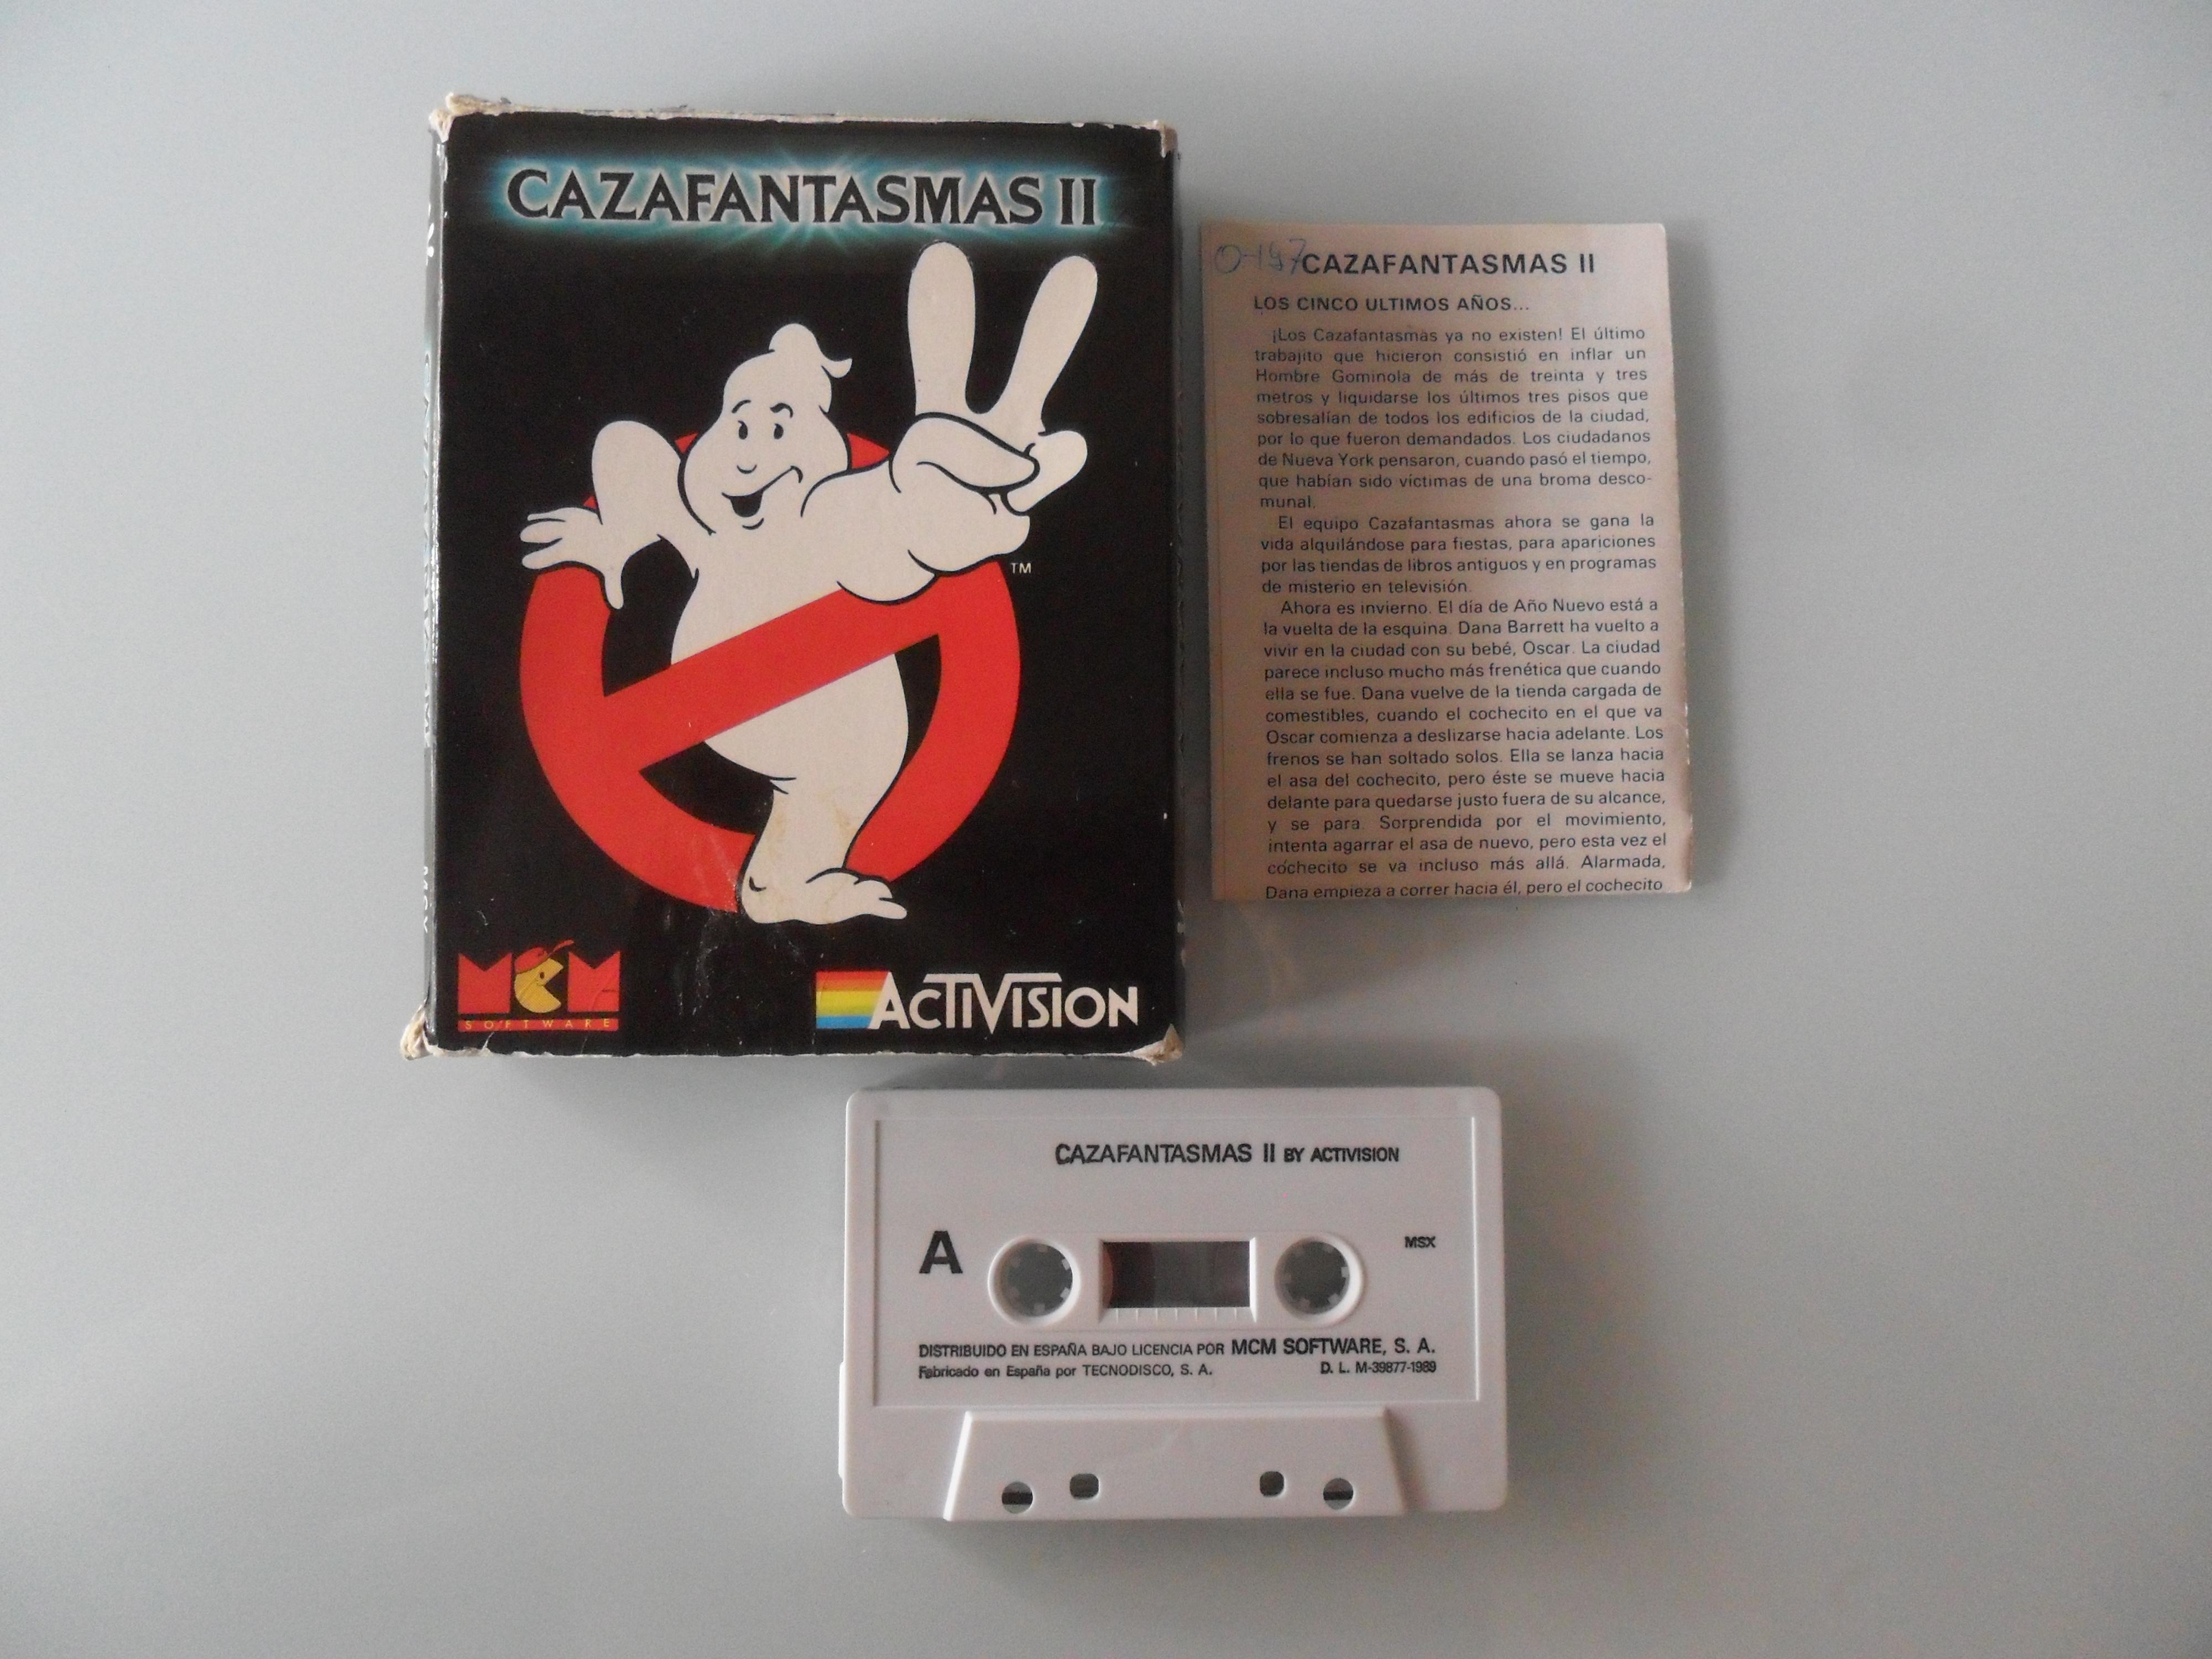 CAZAFANTASMAS II
TM
MCM
SOFTWARE
ACTIVISION
0-197
CAZAFANTASMAS II
LOS CINCO ULTIMOS AÑOS...
¡Los Cazafantasmas ya no existen! El último
trabajito que hicieron consistió en inflar un
Hombre Gominola de más de treinta y tres
metros y liquidarse los últimos tres pisos que
sobresalían de todos los edificios de la ciudad,
por lo que fueron demandados. Los ciudadanos
de Nueva York pensaron, cuando pasó el tiempo,
que habían sido víctimas de una broma desco-
munal.
El equipo Cazafantasmas ahora se gana la
vida alquilándose para fiestas, para apariciones
por las tiendas de libros antiguos y en programas
de misterio en televisión.
Ahora es invierno. El día de Año Nuevo está a
la vuelta de la esquina. Dana Barrett ha vuelto a
vivir en la ciudad con su bebé, Oscar. La ciudad
parece incluso mucho más frenética que cuando
ella se fue. Dana vuelve de la tienda cargada de
comestibles, cuando el cochecito en el que va
Oscar comienza a deslizarse hacia adelante. Los
frenos se han soltado solos. Ella se lanza hacia
el asa del cochecito, pero éste se mueve hacia
delante para quedarse justo fuera de su alcance,
y se para. Sorprendida por el movimiento,
intenta agarrar el asa de nuevo, pero esta vez el
cochecito se va incluso más allá. Alarmada,
Dana empieza a correr hacia él, pero el cochecito
CAZAFANTASMAS II BY ACTIVISION
A
MSX
DISTRIBUIDO EN ESPAÑA BAJO LICENCIA POR MCM SOFTWARE, S. A.
Fabricado en España por TECNODISCO, S. A. D. L. M-39877-1989